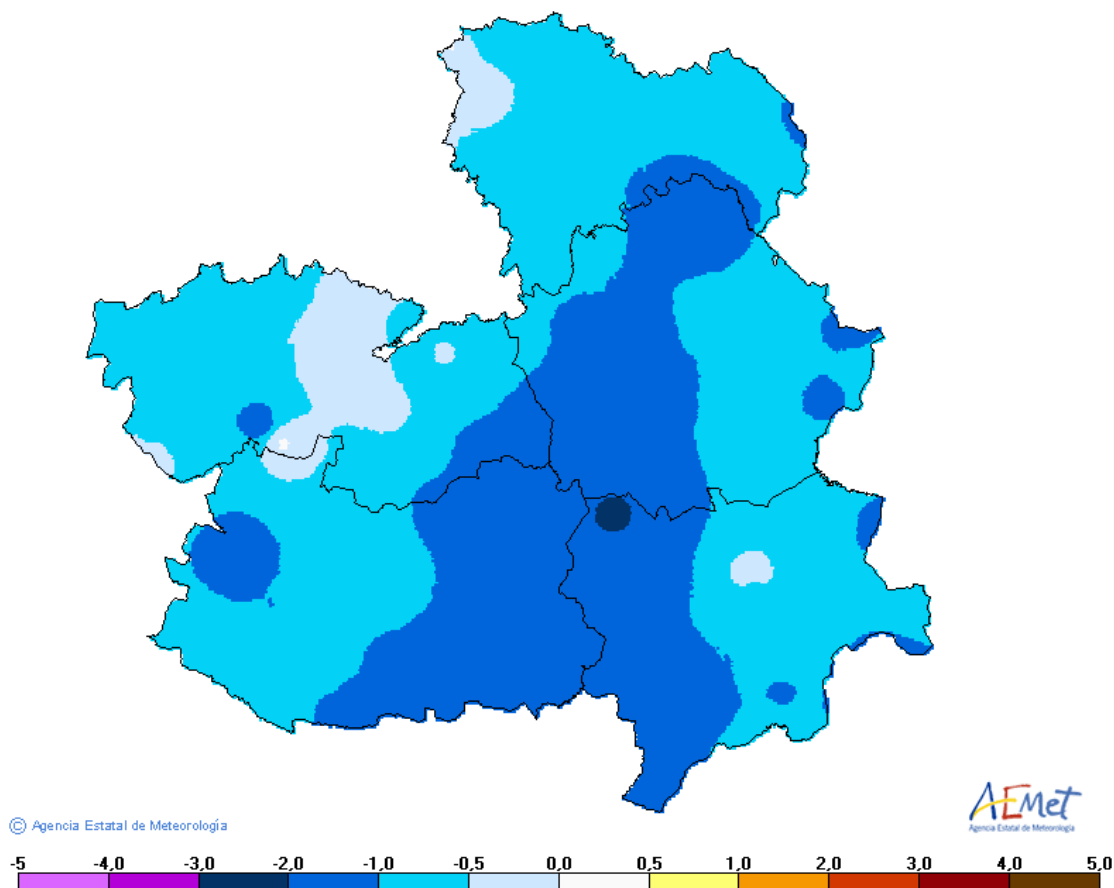 AEMet
Agencia Estatal de Meteorología
© Agencia Estatal de Meteorología
-5 -4,0 -3,0 -2,0 -1,0 -0,5 0,0 0,5 1,0 2,0 3,0 4,0 5,0